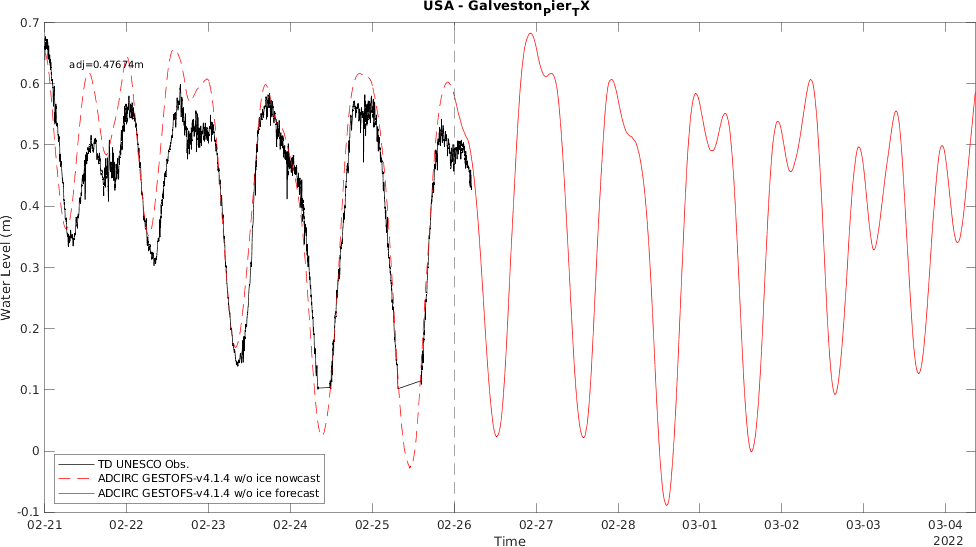 USA - Galveston_Pier_TX
0.7
adj=0.47674m
0.6
0.5
0.4
0.3
0.2
0.1
0
-0.1
Water Level (m)
TD UNESCO Obs.
ADCIRC GESTOFS-v4.1.4 w/o ice nowcast
ADCIRC GESTOFS-v4.1.4 w/o ice forecast
02-21 02-22 02-23 02-24 02-25 02-26 02-27 02-28 03-01 03-02 03-03 03-04
Time
2022